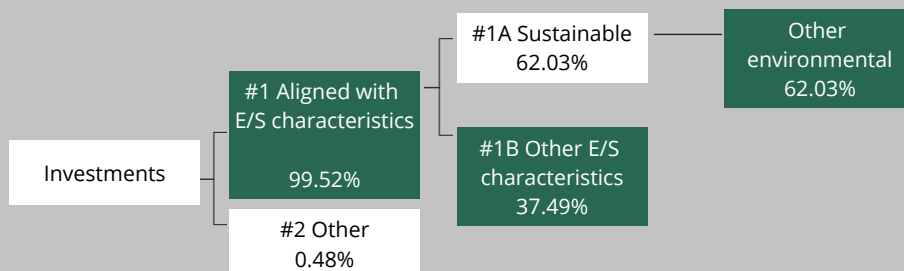 Investments
#1 Aligned with
E/S characteristics
99.52%
#2 Other
0.48%
#1A Sustainable
62.03%
#1B Other E/S
characteristics
37.49%
Other
environmental
62.03%